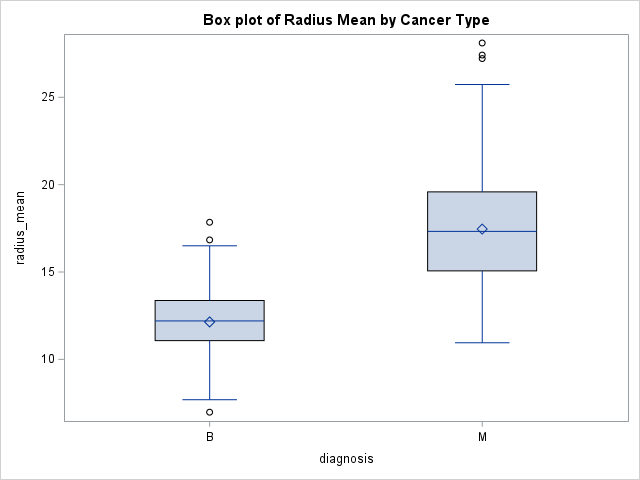 Box plot of Radius Mean by Cancer Type
radius_mean
25
20
15
10
B M
diagnosis